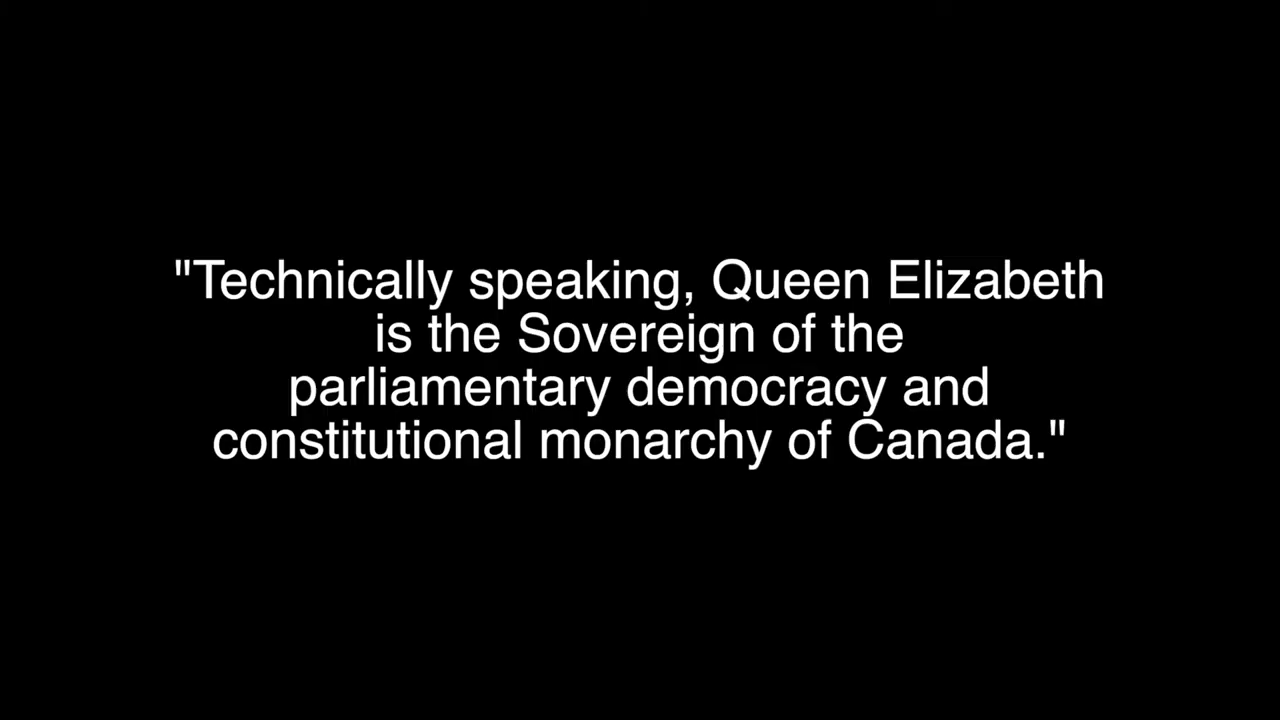 "Technically speaking, Queen Elizabeth
is the Sovereign of the
parliamentary democracy and
constitutional monarchy of Canada."